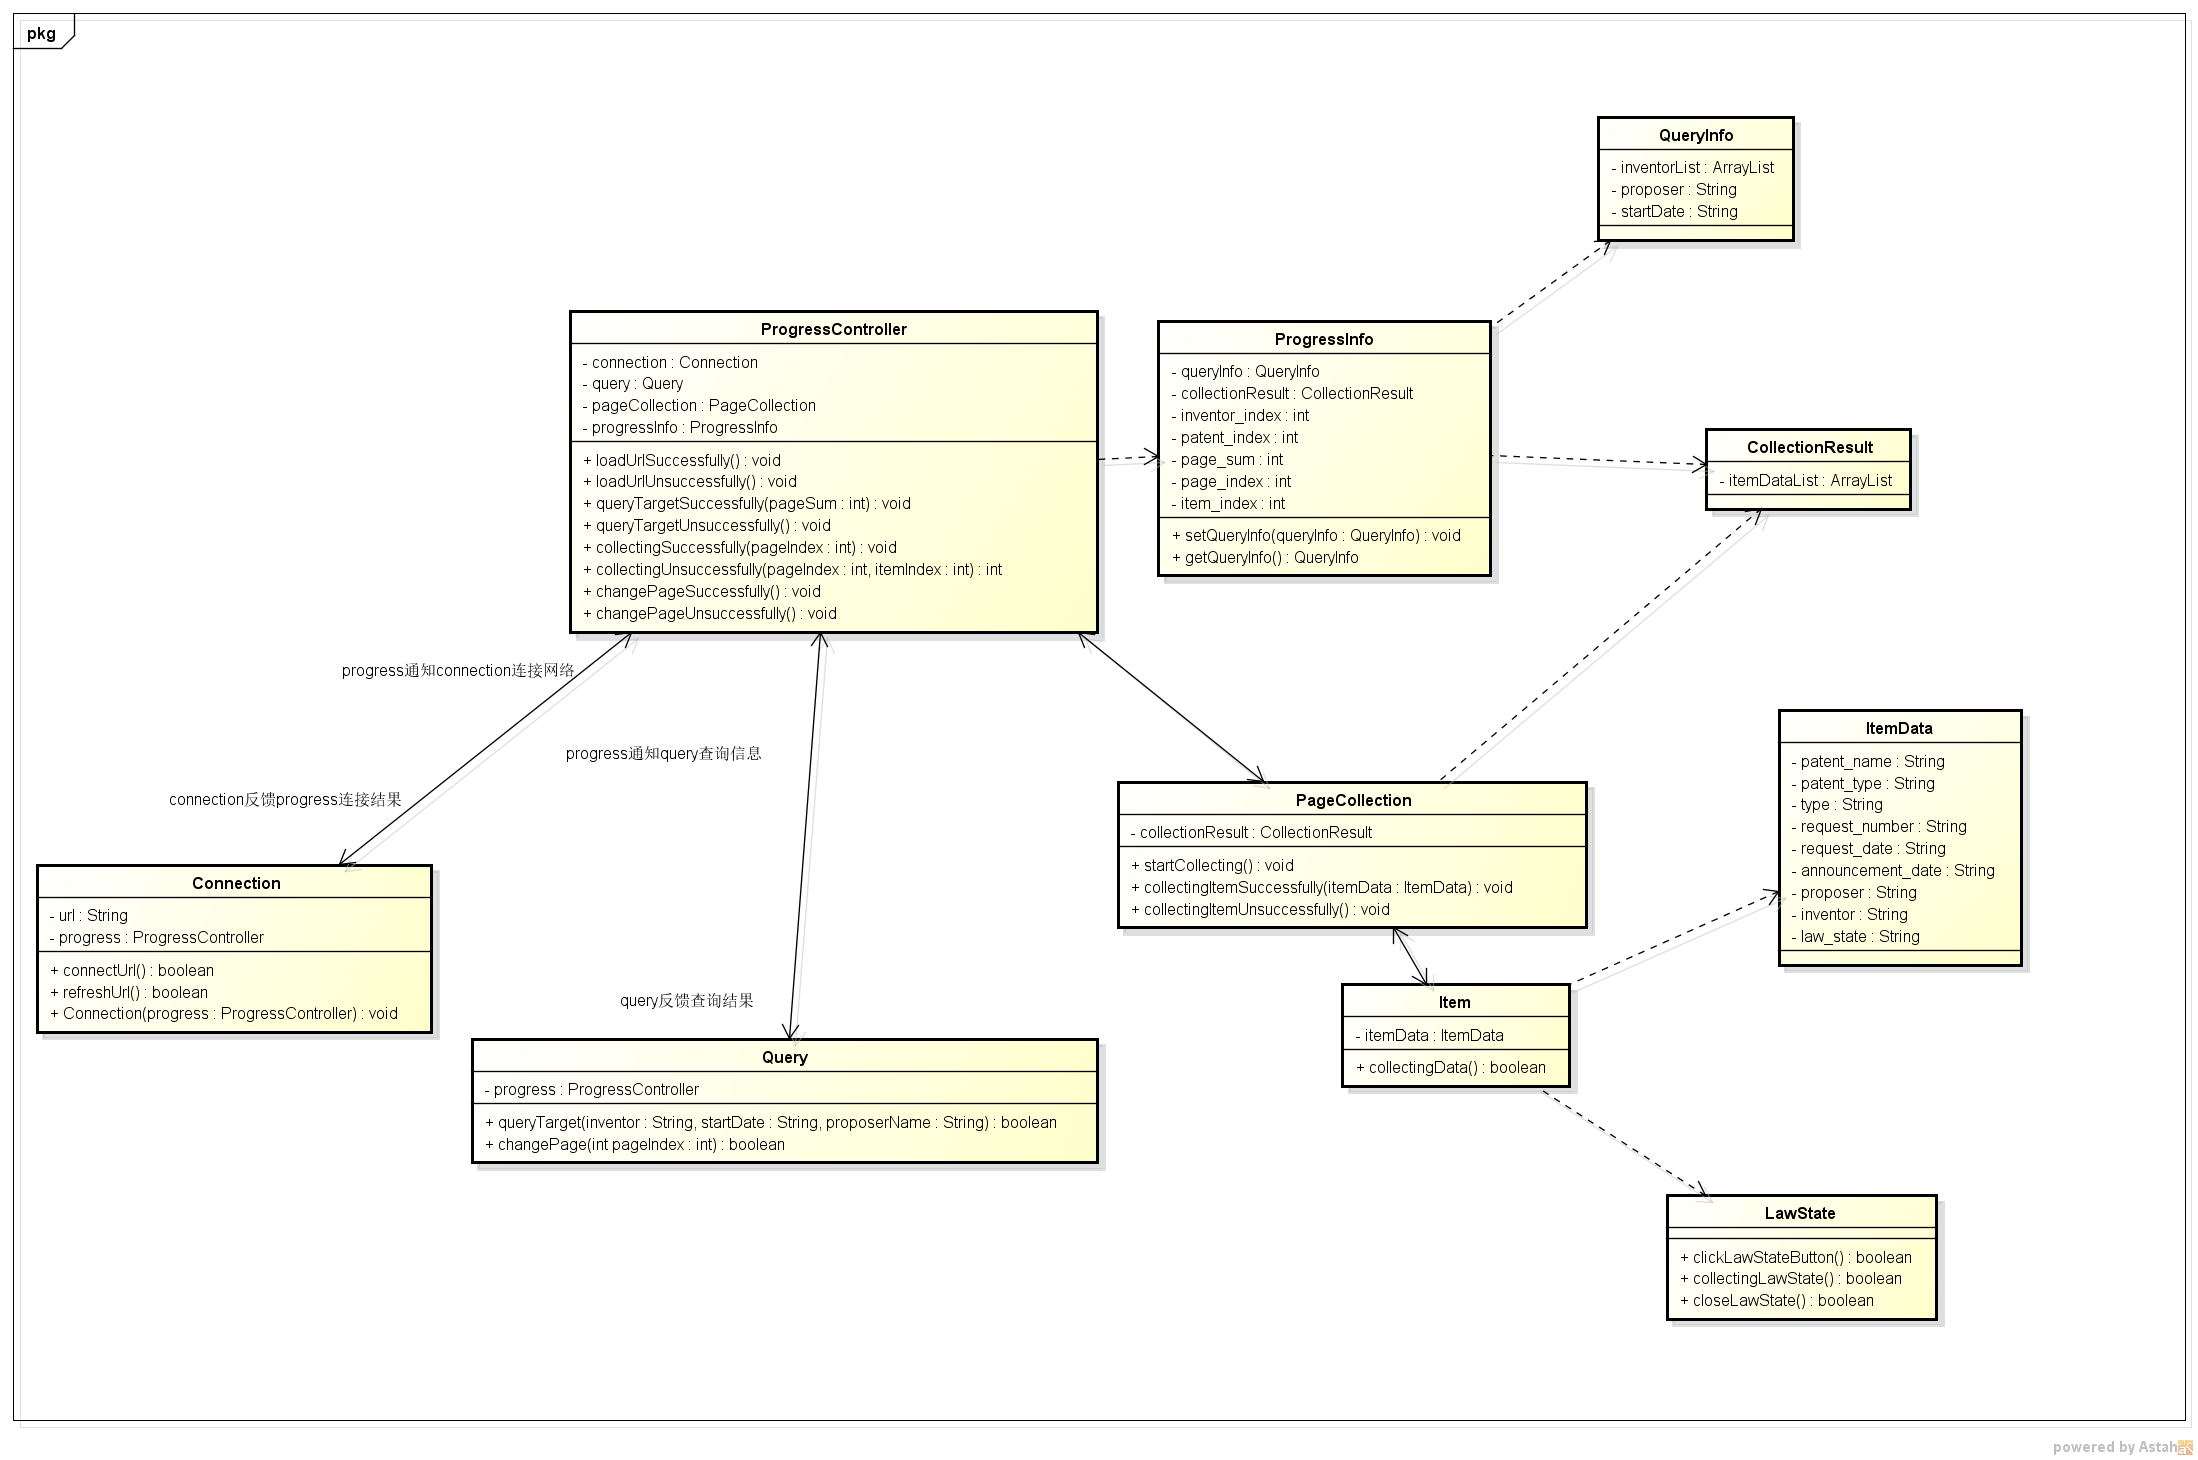 pkg
QueryInfo
- inventorList : ArrayList
- proposer : String
- startDate : String
ProgressController
- connection : Connection
- query : Query
- pageCollection : PageCollection
- progressInfo : ProgressInfo
+ loadUrlSuccessfully() : void
+ loadUrlUnsuccessfully() : void
+ queryTargetSuccessfully(pageSum : int) : void
+ queryTargetUnsuccessfully() : void
+ collectingSuccessfully(pageIndex : int) : void
+ collectingUnsuccessfully(pageIndex : int, itemIndex : int) : int
+ changePageSuccessfully() : void
+ changePageUnsuccessfully() : void
ProgressInfo
- queryInfo : QueryInfo
- collectionResult : CollectionResult
- inventor_index : int
- patent_index : int
- page_sum : int
- page_index : int
- item_index : int
+ setQueryInfo(queryInfo : QueryInfo) : void
+ getQueryInfo() : QueryInfo
CollectionResult
- itemDataList : ArrayList
progress通知connection连接网络
progress通知query查询信息
connection反馈progress连接结果
query反馈查询结果
PageCollection
- collectionResult : CollectionResult
+ startCollecting() : void
+ collectingItemSuccessfully(itemData : ItemData) : void
+ collectingItemUnsuccessfully() : void
ItemData
- patent_name : String
- patent_type : String
- type : String
- request_number : String
- request_date : String
- announcement_date : String
- proposer : String
- inventor : String
- law_state : String
Connection
- url : String
- progress : ProgressController
+ connectUrl() : boolean
+ refreshUrl() : boolean
+ Connection(progress : ProgressController) : void
Query
- progress : ProgressController
+ queryTarget(inventor : String, startDate : String, proposerName : String) : boolean
+ changePage(int pageIndex : int) : boolean
Item
- itemData : ItemData
+ collectingData() : boolean
LawState
+ clickLawStateButton() : boolean
+ collectingLawState() : boolean
+ closeLawState() : boolean
powered by Astah